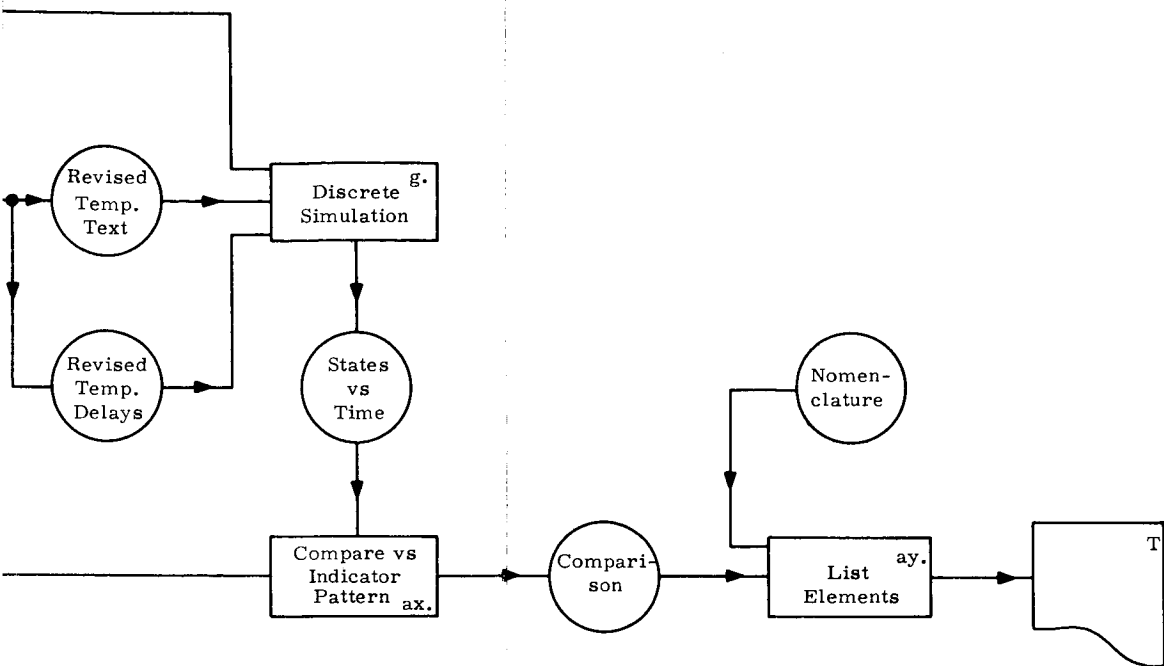 Revised
Temp.
Text
g.
Discrete
Simulation
Revised
Temp.
Delays
States
vs
Time
Nomen-
clature
Compare vs
Indicator
Pattern ax.
Compari-
son
ay.
List
Elements
T